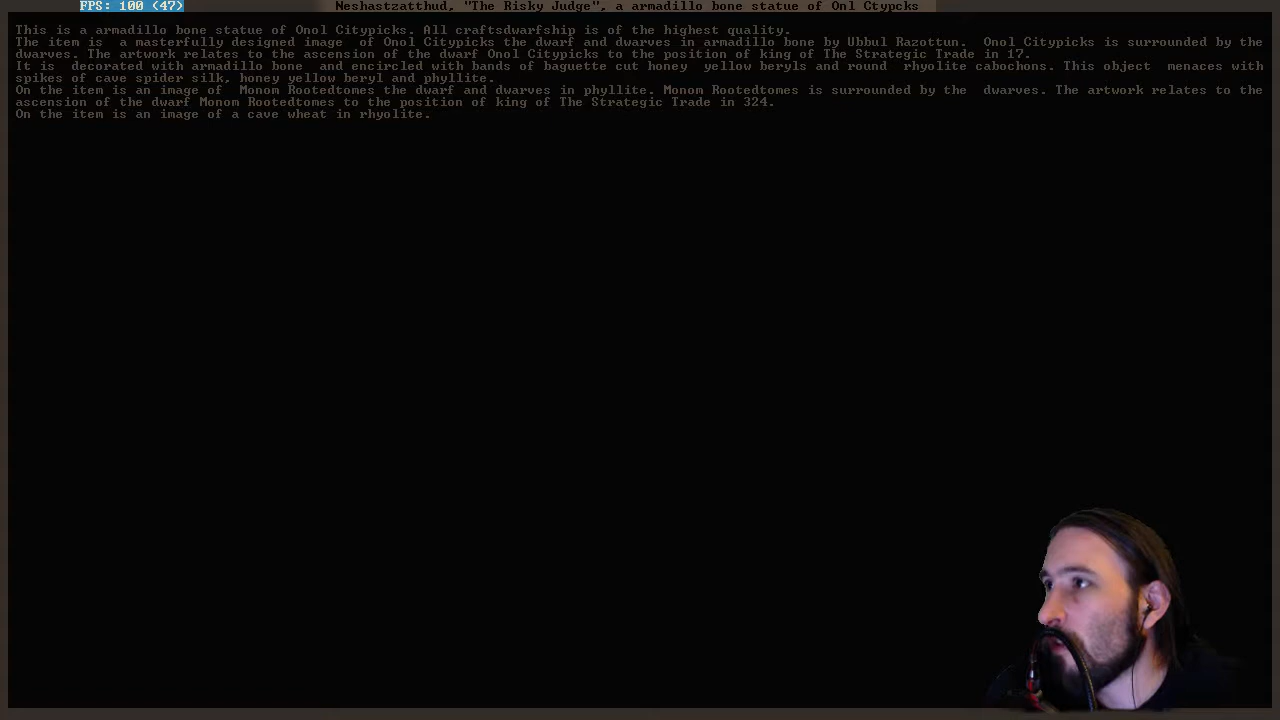 FPS: 100 (47)
Neshastzatthud, "The Risky Judge", a armadillo bone statue of Onl Ctypcks
This is a armadillo bone statue of Onol Citypicks. All craftsdwarfship is of the highest quality.
The item is a masterfully designed image of Onol Citypicks the dwarf and dwarves in armadillo bone by Ubbul Razottun. Onol Citypicks is surrounded by the
dwarves. The artwork relates to the ascension of the dwarf Onol Citypicks to the position of king of The Strategic Trade in 17.
It is decorated with armadillo bone and encircled with bands of baguette cut honey yellow beryls and round rhyolite cabochons. This object menaces with
spikes of cave spider silk, honey yellow beryl and phyllite.
On the item is an image of Monom Rootedtomes the dwarf and dwarves in phyllite. Monom Rootedtomes is surrounded by the dwarves. The artwork relates to the
ascension of the dwarf Monom Rootedtomes to the position of king of The Strategic Trade in 324.
On the item is an image of a cave wheat in rhyolite.